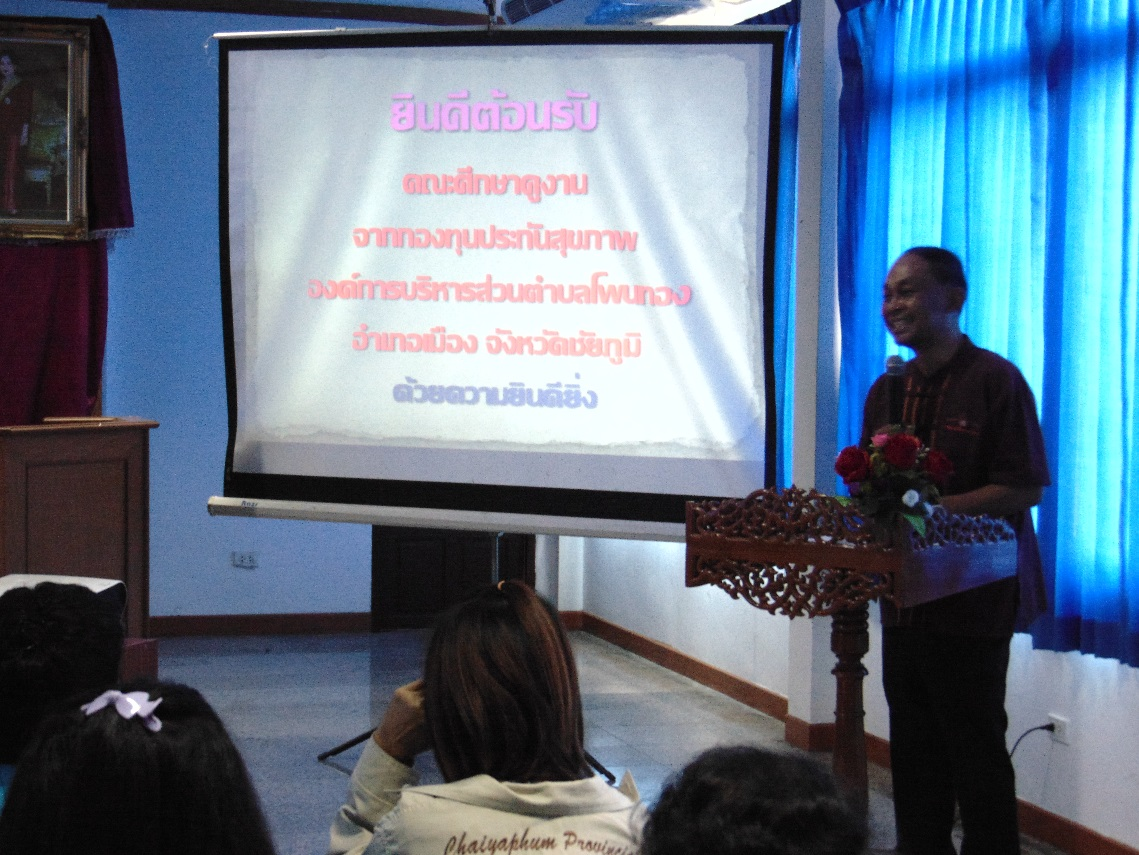 ยินดีต้อนรับ
คณะศึกษาดูงาน
จากกองทุนประกันสุขภาพ
องค์การบริหารส่วนตำบลโพนทอง
อำเภอเมือง จังหวัดชัยภูมิ
ด้วยความยินดียิ่ง
Chaiyaphum